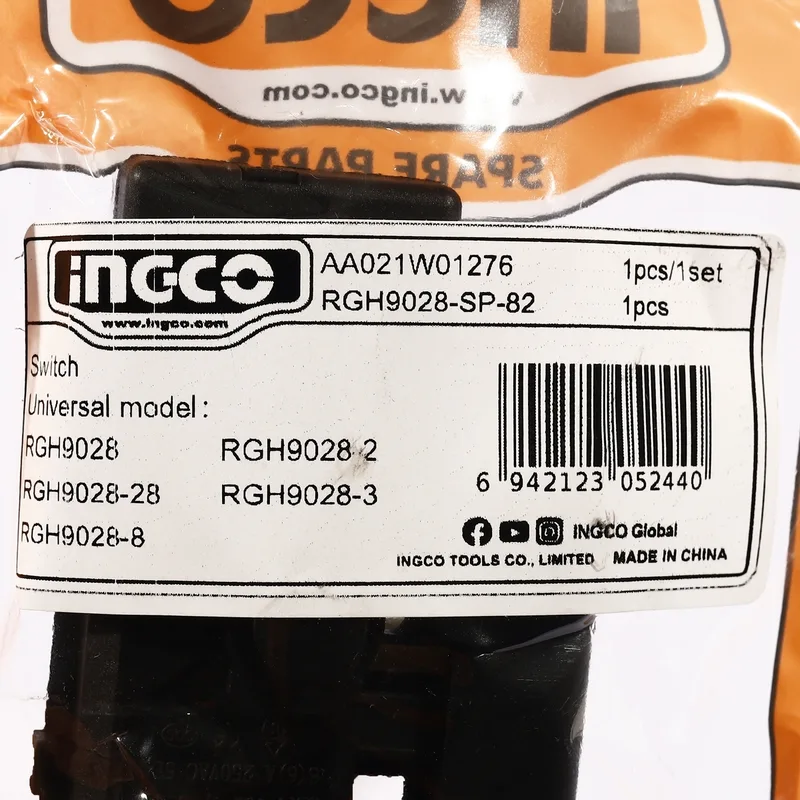 INGCO
www.ingco.com
SPARE PARTS
INGCO
www.ingco.com
AA021W01276 1pcs/1set
RGH9028-SP-82 1pcs
Switch
Universal model:
RGH9028 RGH9028-2
RGH9028-28 RGH9028-3
RGH9028-8
6 942123 052440
INGCO Global
INGCO TOOLS CO., LIMITED MADE IN CHINA
250VAC